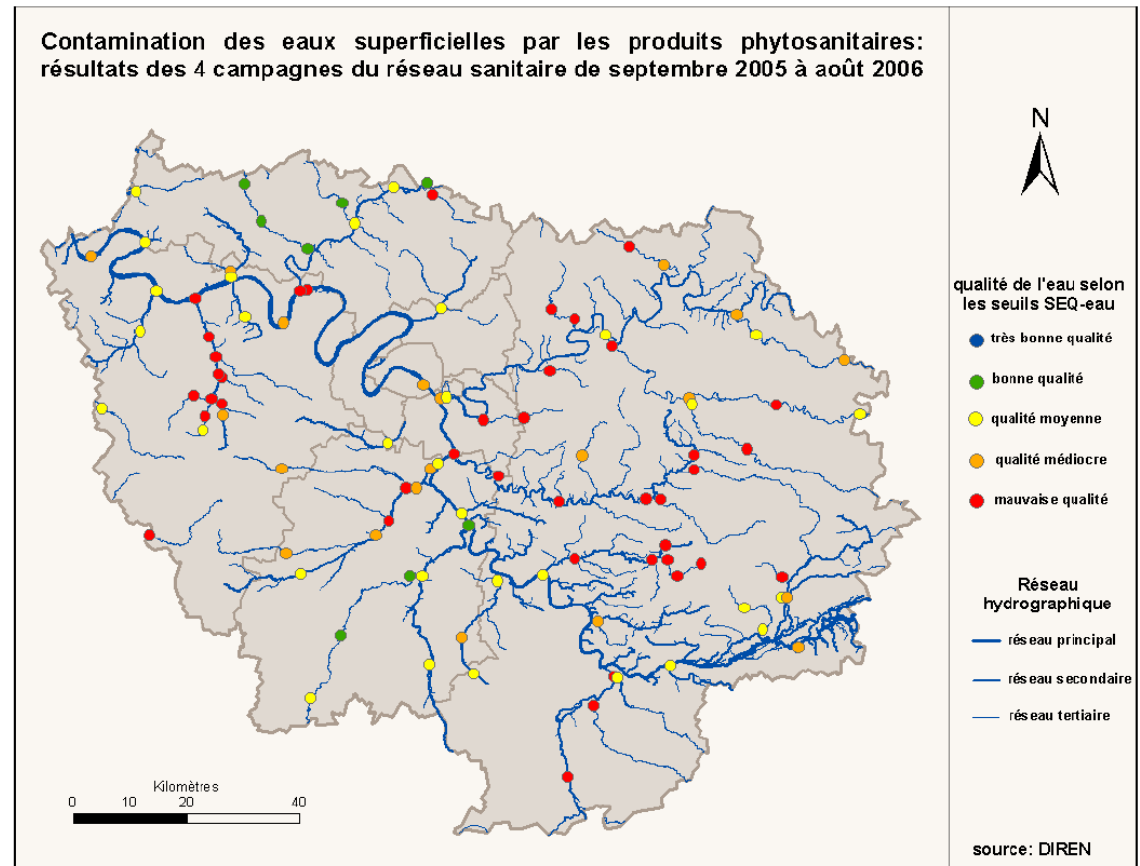 Contamination des eaux superficielles par les produits phytosanitaires:
résultats des 4 campagnes du réseau sanitaire de septembre 2005 à août 2006
N
qualité de l'eau selon
les seuils SEQ-eau
très bonne qualité
bonne qualité
qualité moyenne
qualité médiocre
mauvaise qualité
Réseau
hydrographique
réseau principal
réseau secondaire
réseau tertiaire
Kilomètres
0 10 20 40
source: DIREN